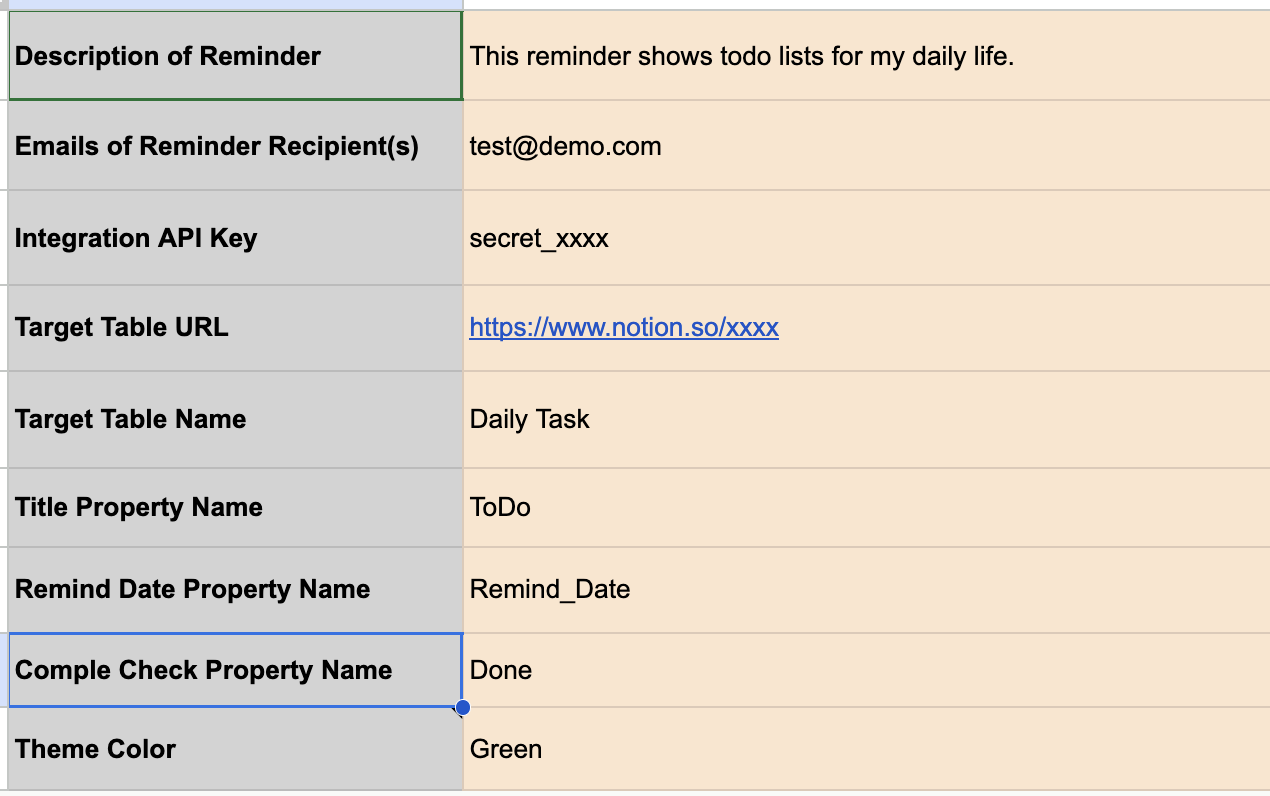 Description of Reminder This reminder shows todo lists for my daily life.
Emails of Reminder Recipient(s) test@demo.com
Integration API Key secret_xxxx
Target Table URL https://www.notion.so/xxxx
Target Table Name Daily Task
Title Property Name ToDo
Remind Date Property Name Remind_Date
Comple Check Property Name Done
Theme Color Green